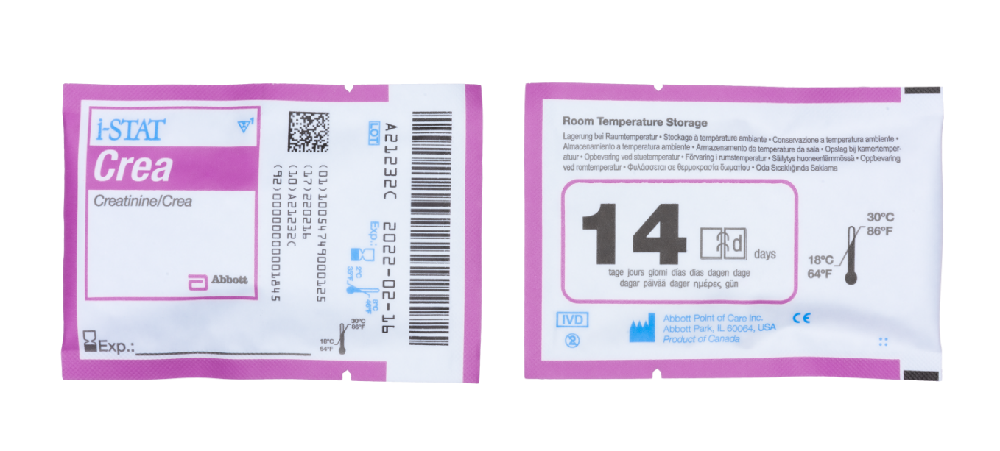 i-STAT
1
Crea
Creatinine/Crea
Abbott
Exp.:
(01)10054749000125
(17)220216
(10)A21232C
(92)0000000001845
LOT
A21232C 2022-02-16
Exp.:
2°C
35°F
8°C
46°F
30°C
86°F
18°C
64°F
Room Temperature Storage
Lagerung bei Raumtemperatur • Stockage à température ambiante • Conservazione a temperatura ambiente •
Almacenamiento a temperatura ambiente • Armazenamento da temperature da sala • Opslag bij kamertemper-
atuur • Opbevaring ved stuetemperatur • Förvaring i rumstemperatur • Säilytys huoneenlämmössä • Oppbevaring
ved romtemperatur • Φυλάσσεται σε θερμοκρασία δωματίου • Oda Sıcaklığında Saklama
14 d days
tage jours giorni días dias dagen dage
dagar päivää dager ημέρες gün
30°C
86°F
18°C
64°F
IVD
2
Abbott Point of Care Inc.
Abbott Park, IL 60064, USA
Product of Canada
CE